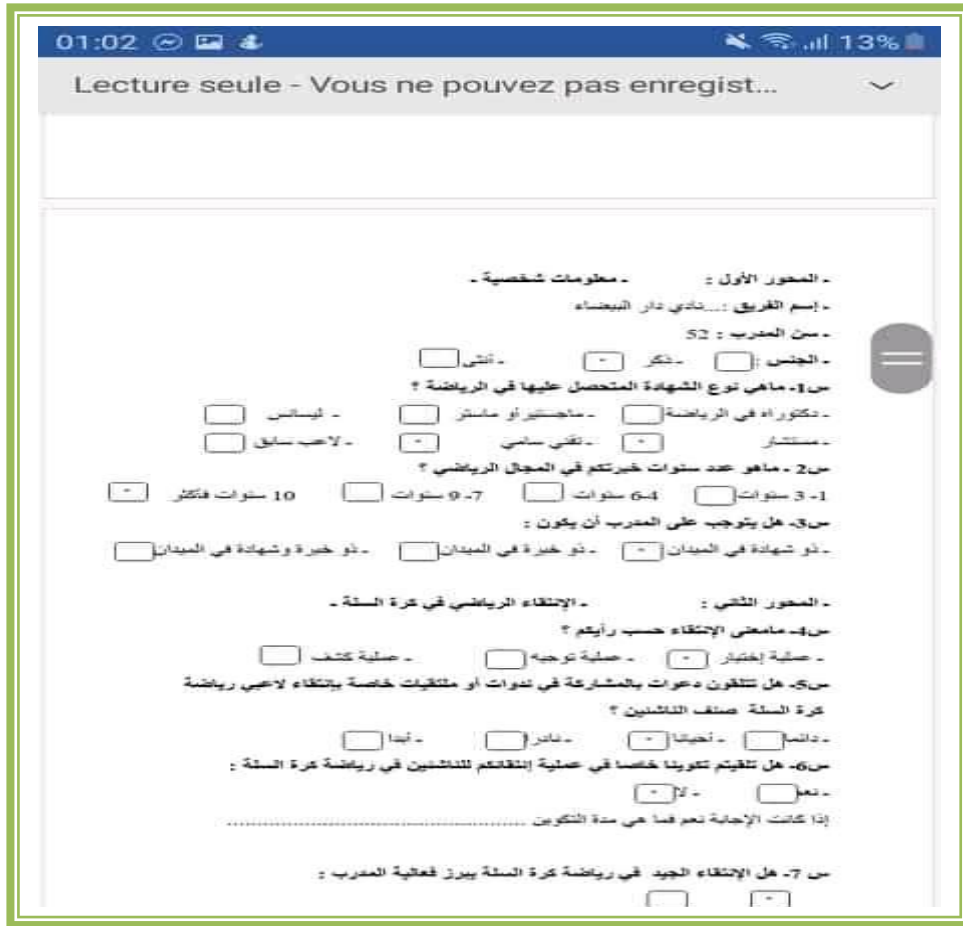 01:02 13%
Lecture seule - Vous ne pouvez pas enregist...
- المحور الأول : - معلومات شخصية -
- إسم الفريق :...نادي دار البيضاء
- سن المدرب : 52
- الجنس : - ذكر - - أنثى
س1- ماهي نوع الشهادة المتحصل عليها في الرياضة ؟
- دكتوراه في الرياضة - ماجستير أو ماستر - ليسانس
- مستشار - - تقني سامي - - لاعب سابق
س2 - ماهو عدد سنوات خبرتكم في المجال الرياضي ؟
1- 3 سنوات 4-6 سنوات 7- 9 سنوات 10 سنوات فأكثر -
س3- هل يتوجب على المدرب أن يكون :
- ذو شهادة في الميدان - - ذو خبرة في الميدان - ذو خبرة وشهادة في الميدان
- المحور الثاني : - الإنتقاء الرياضي في كرة السلة -
س4- مامعنى الإنتقاء حسب رأيكم ؟
- عملية إختبار - - عملية توجيه - عملية كشف
س5- هل تتلقون دعوات بالمشاركة في ندوات أو ملتقيات خاصة بإنتقاء لاعبي رياضة
كرة السلة صنف الناشئين ؟
- دائما - أحيانا - - نادرا - أبدا
س6- هل تلقيتم تكوينا خاصا في عملية إنتقائكم للناشئين في رياضة كرة السلة :
- نعم - لا -
إذا كانت الإجابة نعم فما هي مدة التكوين ..................................................
س 7- هل الإنتقاء الجيد في رياضة كرة السلة يبرز فعالية المدرب :
-